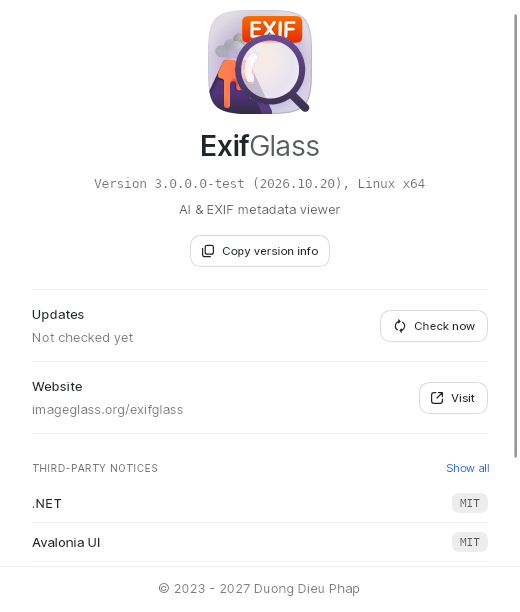 EXIF
ExifGlass
Version 3.0.0.0-test (2026.10.20), Linux x64
AI & EXIF metadata viewer
Copy version info
Updates
Not checked yet
Check now
Website
imageglass.org/exifglass
Visit
THIRD-PARTY NOTICES
Show all
.NET
MIT
Avalonia UI
MIT
© 2023 - 2027 Duong Dieu Phap